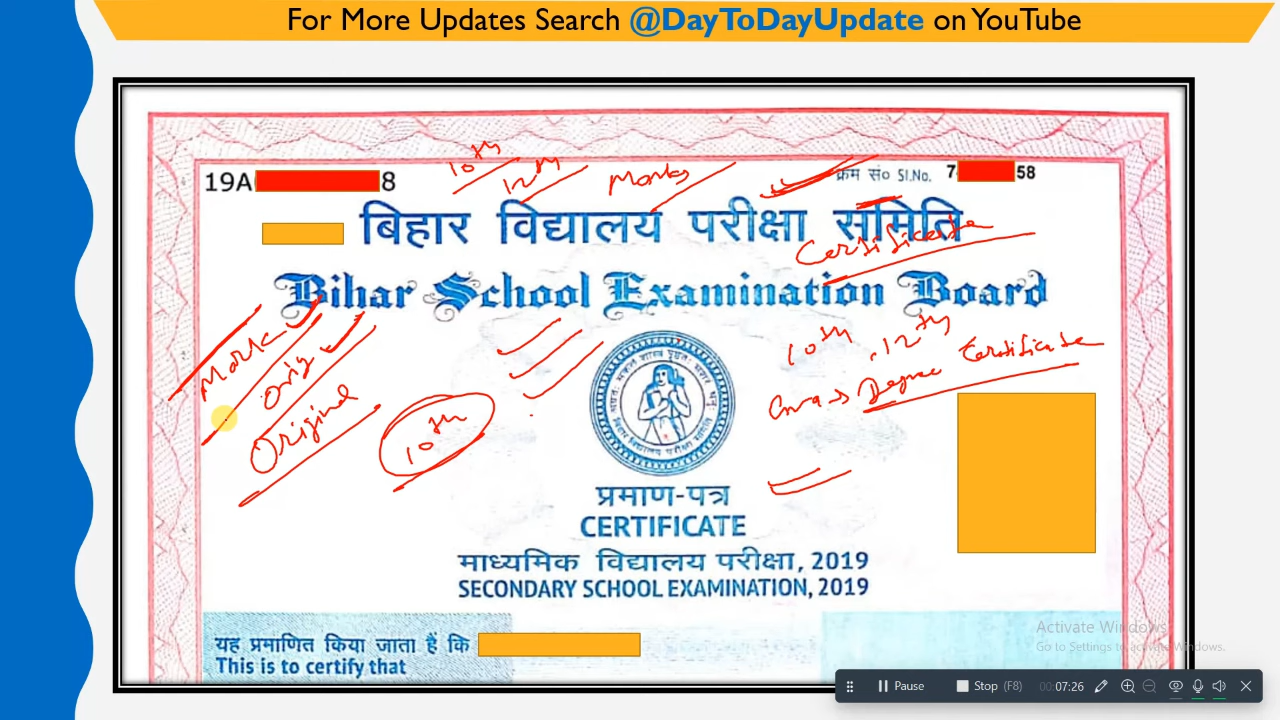 For More Updates Search @DayToDayUpdate on YouTube
10th
12th
Marks
19A 8
क्रम सं० Sl.No. 7 58
बिहार विद्यालय परीक्षा समिति
Certificate
Bihar School Examination Board
10th, 12th
Certificate
Degree
Original
10th
प्रमाण-पत्र
CERTIFICATE
माध्यमिक विद्यालय परीक्षा, 2019
SECONDARY SCHOOL EXAMINATION, 2019
यह प्रमाणित किया जाता हैं कि
This is to certify that
Activate Windows
Go to Settings to activate Windows.
Pause Stop (F8) 00:07:26